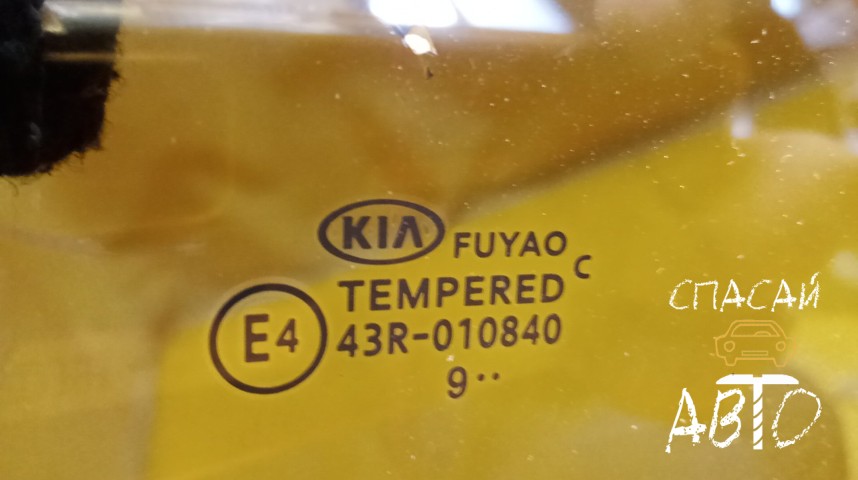 KIA FUYAO
C
TEMPERED
E4
43R-010840
9··
СПАСАЙ
АВТО